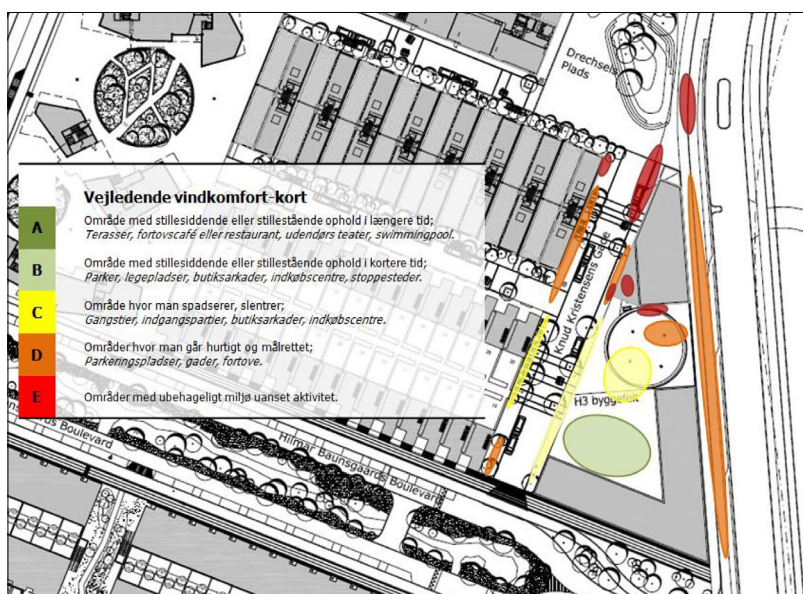 Drechsels
Plads
Vejledende vindkomfort-kort
A
Område med stillesiddende eller stillestående ophold i længere tid;
Terasser, fortovscafé eller restaurant, udendørs teater, swimmingpool.
B
Område med stillesiddende eller stillestående ophold i kortere tid;
Parker, legepladser, butiksarkader, indkøbscentre, stoppesteder.
C
Område hvor man spadserer, slentrer;
Gangstier, indgangspartier, butiksarkader, indkøbscentre.
D
Områder hvor man går hurtigt og målrettet;
Parkeringspladser, gader, fortove.
E
Områder med ubehageligt miljø uanset aktivitet.
Knud Kristensens
H3 byggefelt
Hilmar Baunsgaards Boulevard
Boulevard